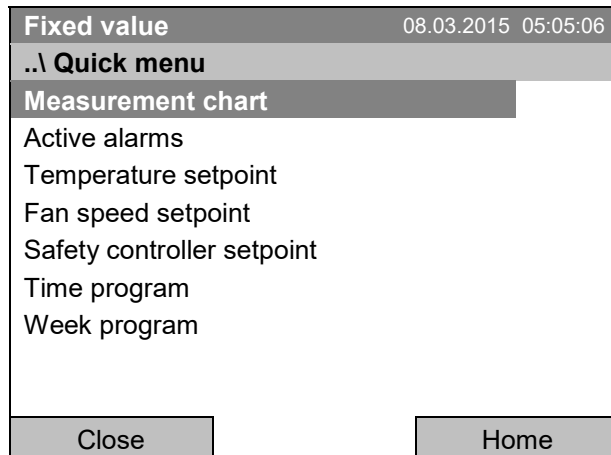 Fixed value 08.03.2015 05:05:06
..\ Quick menu
Measurement chart
Active alarms
Temperature setpoint
Fan speed setpoint
Safety controller setpoint
Time program
Week program
Close Home